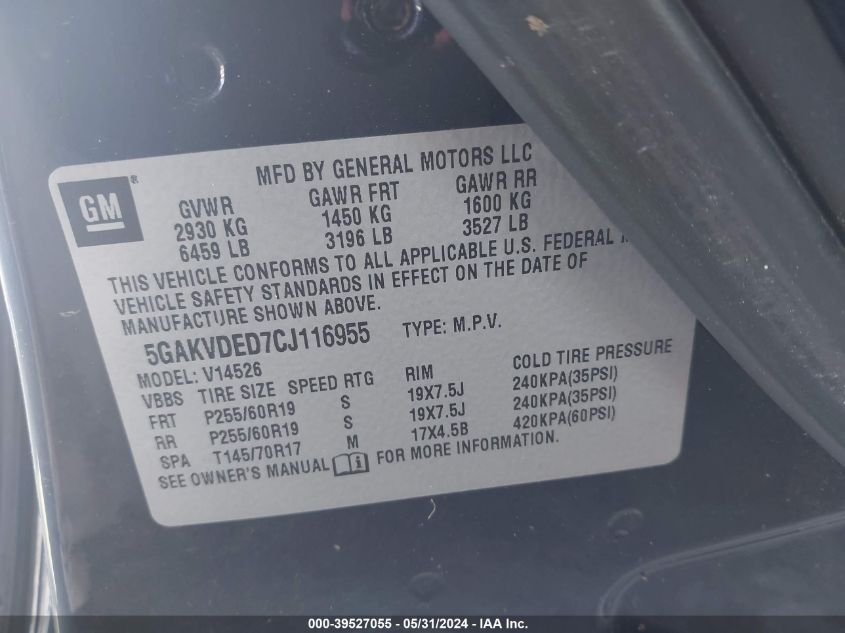 MFD BY GENERAL MOTORS LLC
GM®
GVWR GAWR FRT GAWR RR
2930 KG 1450 KG 1600 KG
6459 LB 3196 LB 3527 LB
THIS VEHICLE CONFORMS TO ALL APPLICABLE U.S. FEDERAL
VEHICLE SAFETY STANDARDS IN EFFECT ON THE DATE OF
MANUFACTURE SHOWN ABOVE.
5GAKVDED7CJ116955 TYPE: M.P.V.
MODEL: V14526
VBBS TIRE SIZE SPEED RTG RIM COLD TIRE PRESSURE
FRT P255/60R19 S 19X7.5J 240KPA(35PSI)
RR P255/60R19 S 19X7.5J 240KPA(35PSI)
SPA T145/70R17 M 17X4.5B 420KPA(60PSI)
SEE OWNER'S MANUAL FOR MORE INFORMATION.
000-39527055 - 05/31/2024 - IAA Inc.